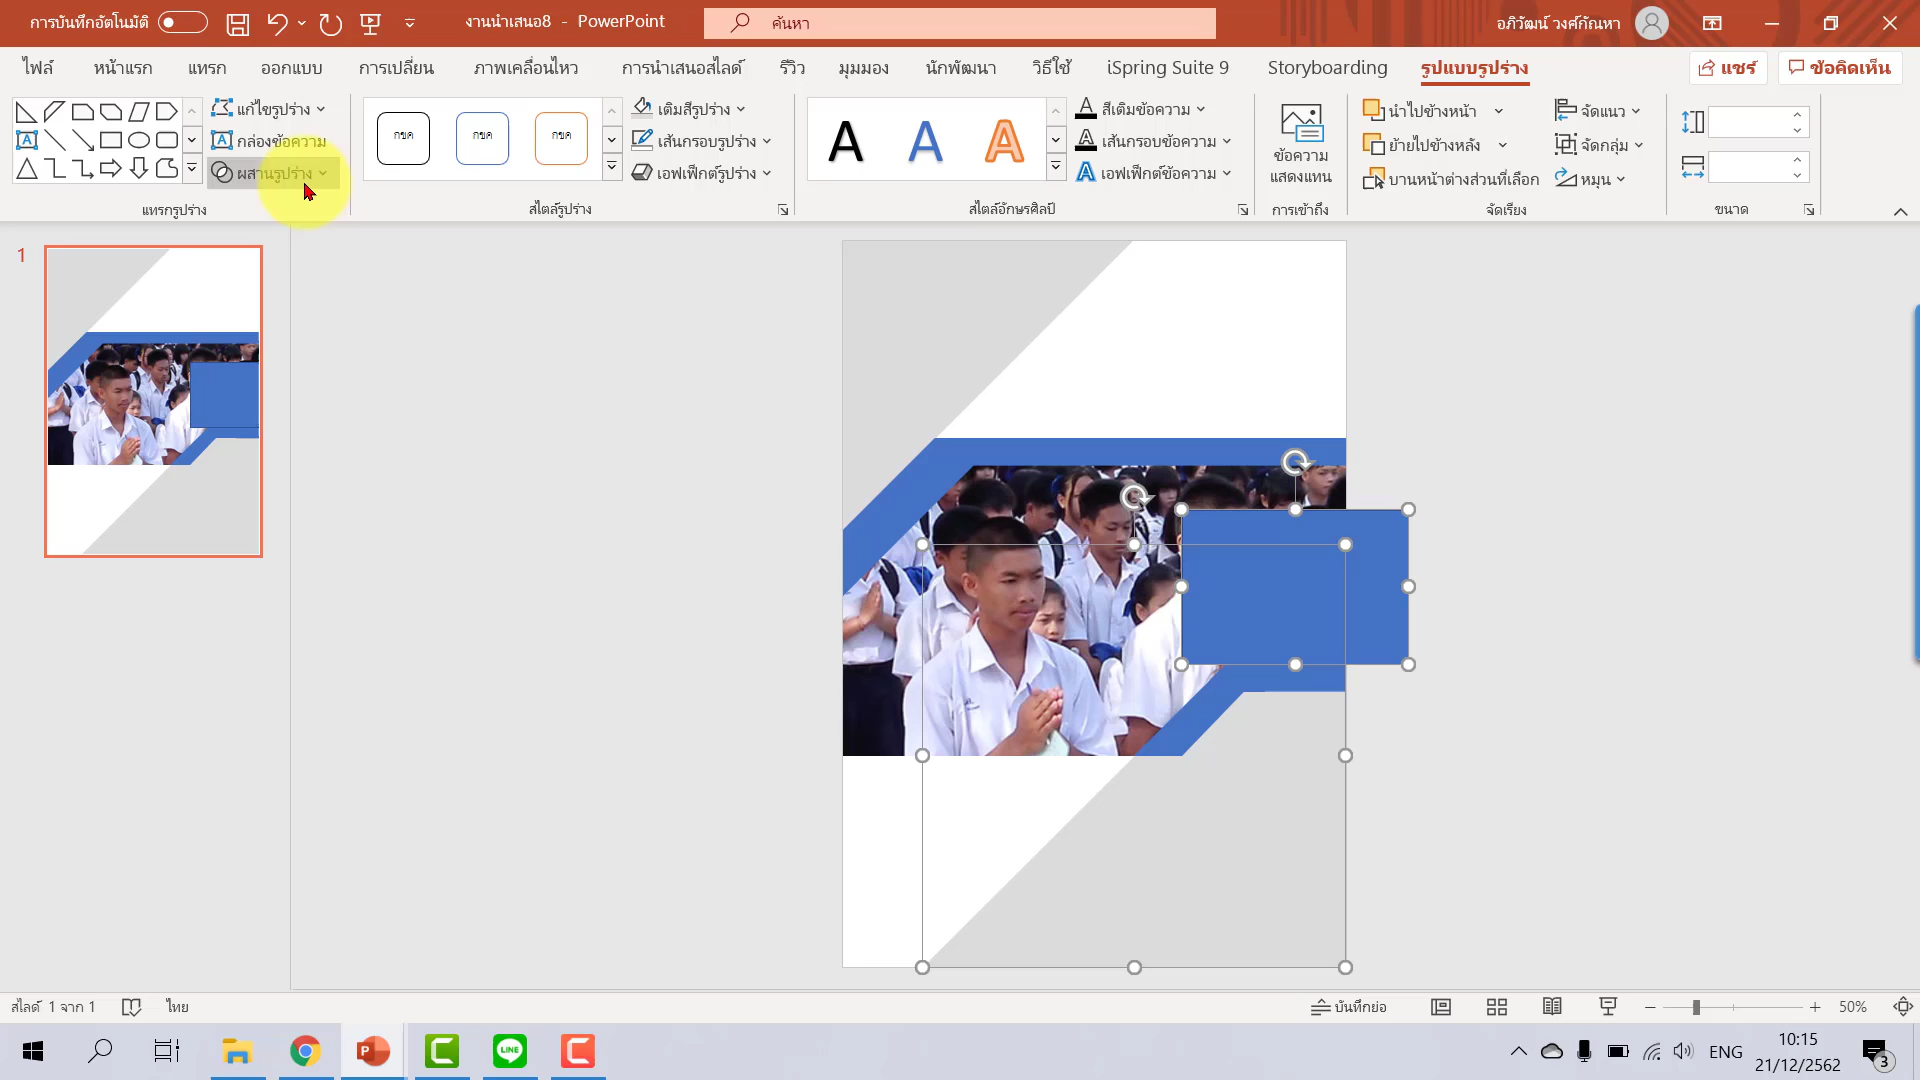 การบันทึกอัตโนมัติ
งานนำเสนอ8 - PowerPoint
ค้นหา
อภิวัฒน์ วงศ์กัณหา
ไฟล์ หน้าแรก แทรก ออกแบบ การเปลี่ยน ภาพเคลื่อนไหว การนำเสนอสไลด์ รีวิว มุมมอง นักพัฒนา วิธีใช้ iSpring Suite 9 Storyboarding รูปแบบรูปร่าง แชร์ ข้อคิดเห็น
แก้ไขรูปร่าง
กล่องข้อความ
ผสานรูปร่าง
แทรกรูปร่าง
กขค กขค กขค
เติมสีรูปร่าง
เส้นกรอบรูปร่าง
เอฟเฟ็กต์รูปร่าง
สไตล์รูปร่าง
A A A
สีเติมข้อความ
เส้นกรอบข้อความ
เอฟเฟ็กต์ข้อความ
สไตล์อักษรศิลป์
ข้อความ
แสดงแทน
การเข้าถึง
นำไปข้างหน้า
ย้ายไปข้างหลัง
บานหน้าต่างส่วนที่เลือก
จัดแนว
จัดกลุ่ม
หมุน
จัดเรียง
ขนาด
1
สไลด์ 1 จาก 1
ไทย
บันทึกย่อ
50%
LINE
ENG
10:15
21/12/2562
3